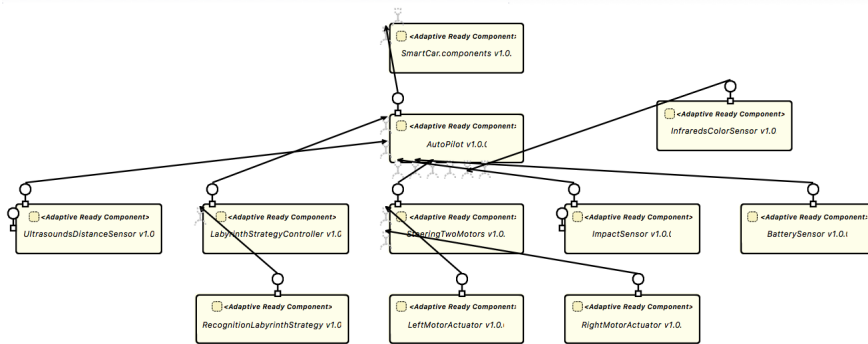 <Adaptive Ready Component>
SmartCar.components v1.0.
<Adaptive Ready Component>
InfraredsColorSensor v1.0
<Adaptive Ready Component>
AutoPilot v1.0.(
<Adaptive Ready Component>
UltrasoundsDistanceSensor v1.0
<Adaptive Ready Component>
LabyrinthStrategyController v1.0
<Adaptive Ready Component>
SteeringTwoMotors v1.0.
<Adaptive Ready Component>
ImpactSensor v1.0.(
<Adaptive Ready Component>
BatterySensor v1.0.(
<Adaptive Ready Component>
RecognitionLabyrinthStrategy v1.0
<Adaptive Ready Component>
LeftMotorActuator v1.0.
<Adaptive Ready Component>
RightMotorActuator v1.0.